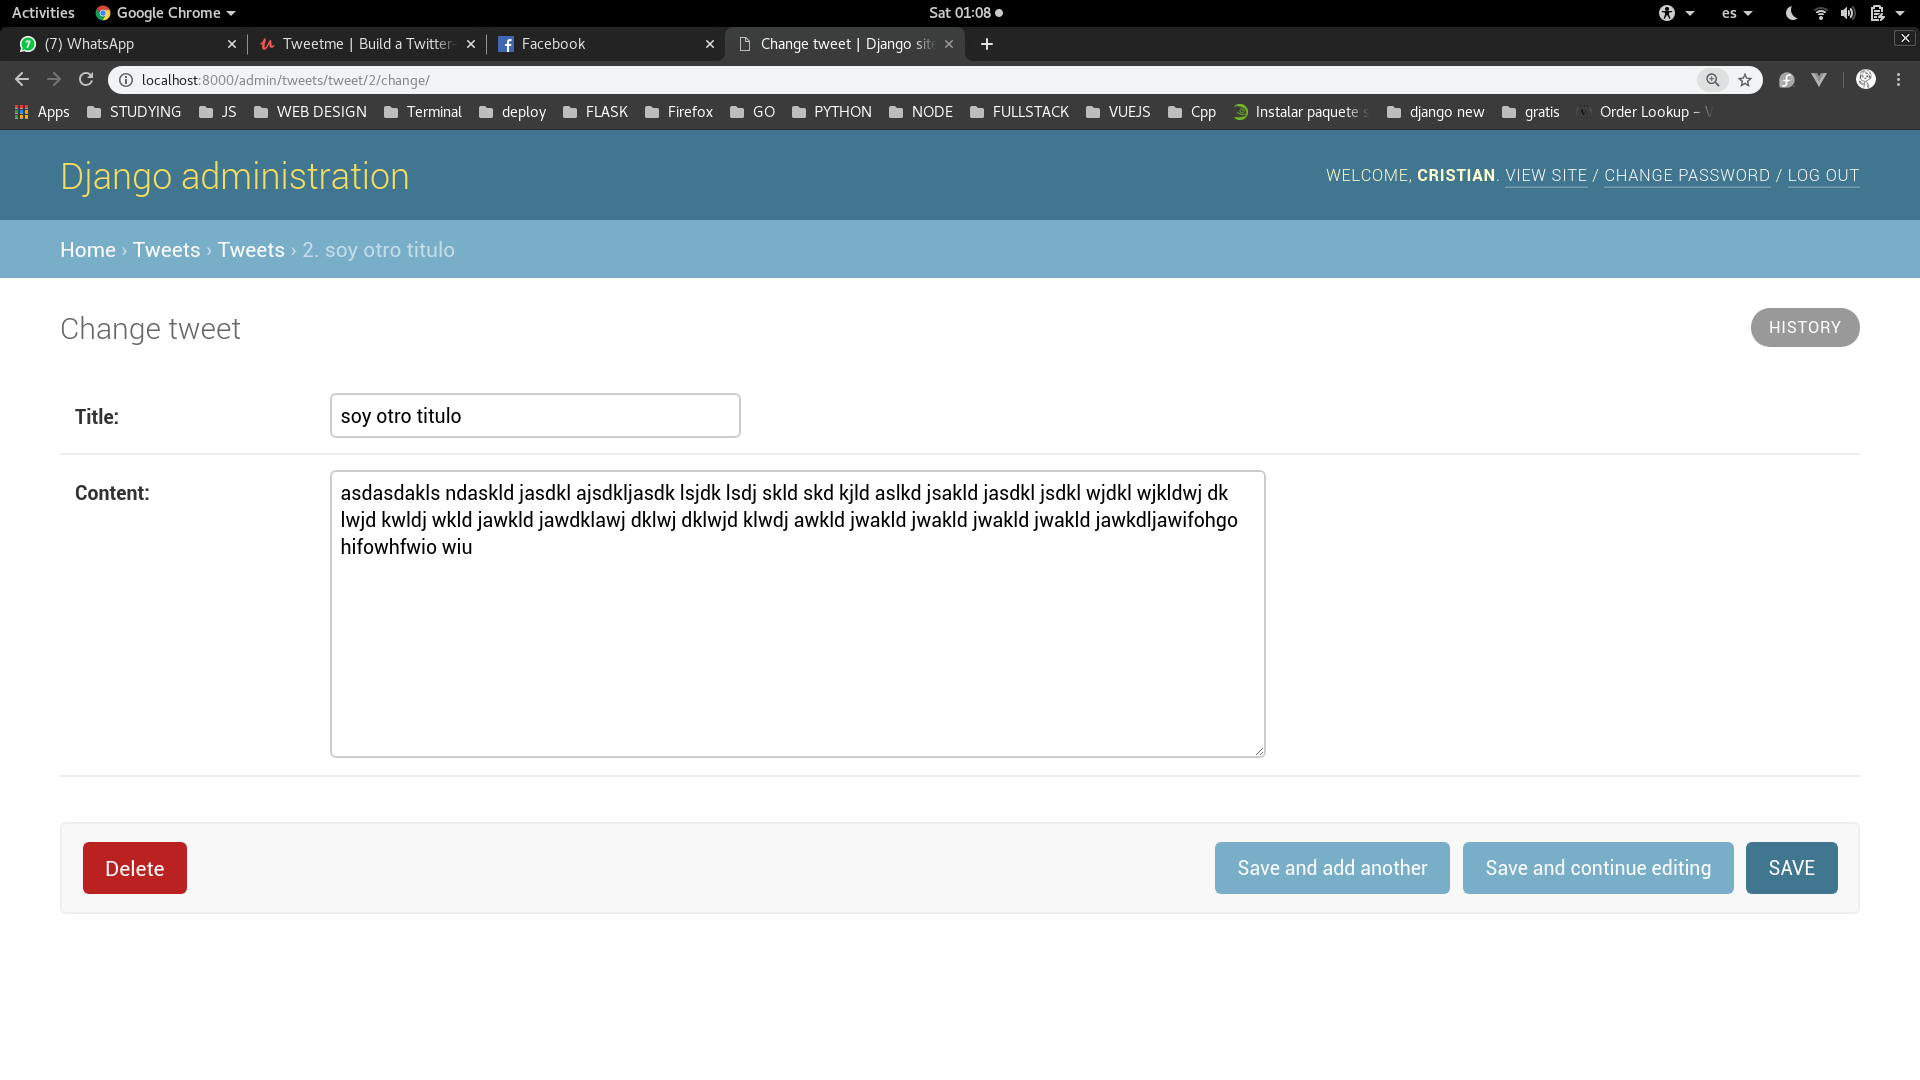 Activities Google Chrome Sat 01:08 es
(7) WhatsApp Tweetme | Build a Twitter- Facebook Change tweet | Django site
localhost:8000/admin/tweets/tweet/2/change/
Apps STUDYING JS WEB DESIGN Terminal deploy FLASK Firefox GO PYTHON NODE FULLSTACK VUEJS Cpp Instalar paquete s django new gratis Order Lookup – V
Django administration
WELCOME, CRISTIAN. VIEW SITE / CHANGE PASSWORD / LOG OUT
Home › Tweets › Tweets › 2. soy otro titulo
Change tweet
HISTORY
Title: soy otro titulo
Content: asdasdakls ndaskld jasdkl ajsdkljasdk lsjdk lsdj skld skd kjld aslkd jsakld jasdkl jsdkl wjdkl wjkldwj dk
lwjd kwldj wkld jawkld jawdklawj dklwj dklwjd klwdj awkld jwakld jwakld jwakld jwakld jawkdljawifohgo
hifowhfwio wiu
Delete Save and add another Save and continue editing SAVE